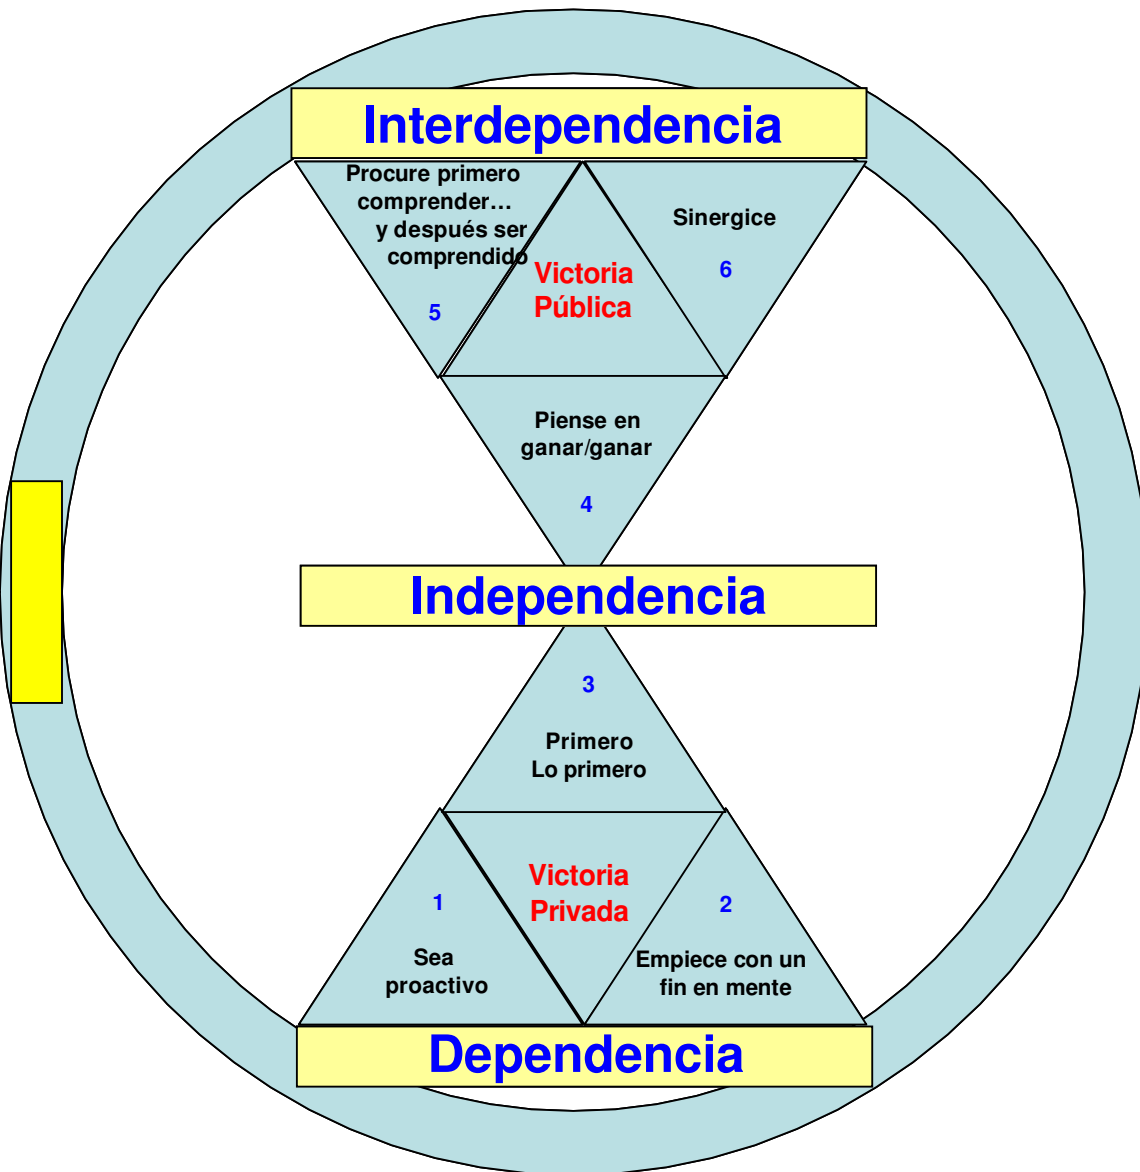 Interdependencia
Procure primero
comprender…
y después ser
comprendido
5
Victoria
Pública
Sinergice
6
Piense en
ganar/ganar
4
Independencia
3
Primero
Lo primero
1
Sea
proactivo
Victoria
Privada
2
Empiece con un
fin en mente
Dependencia